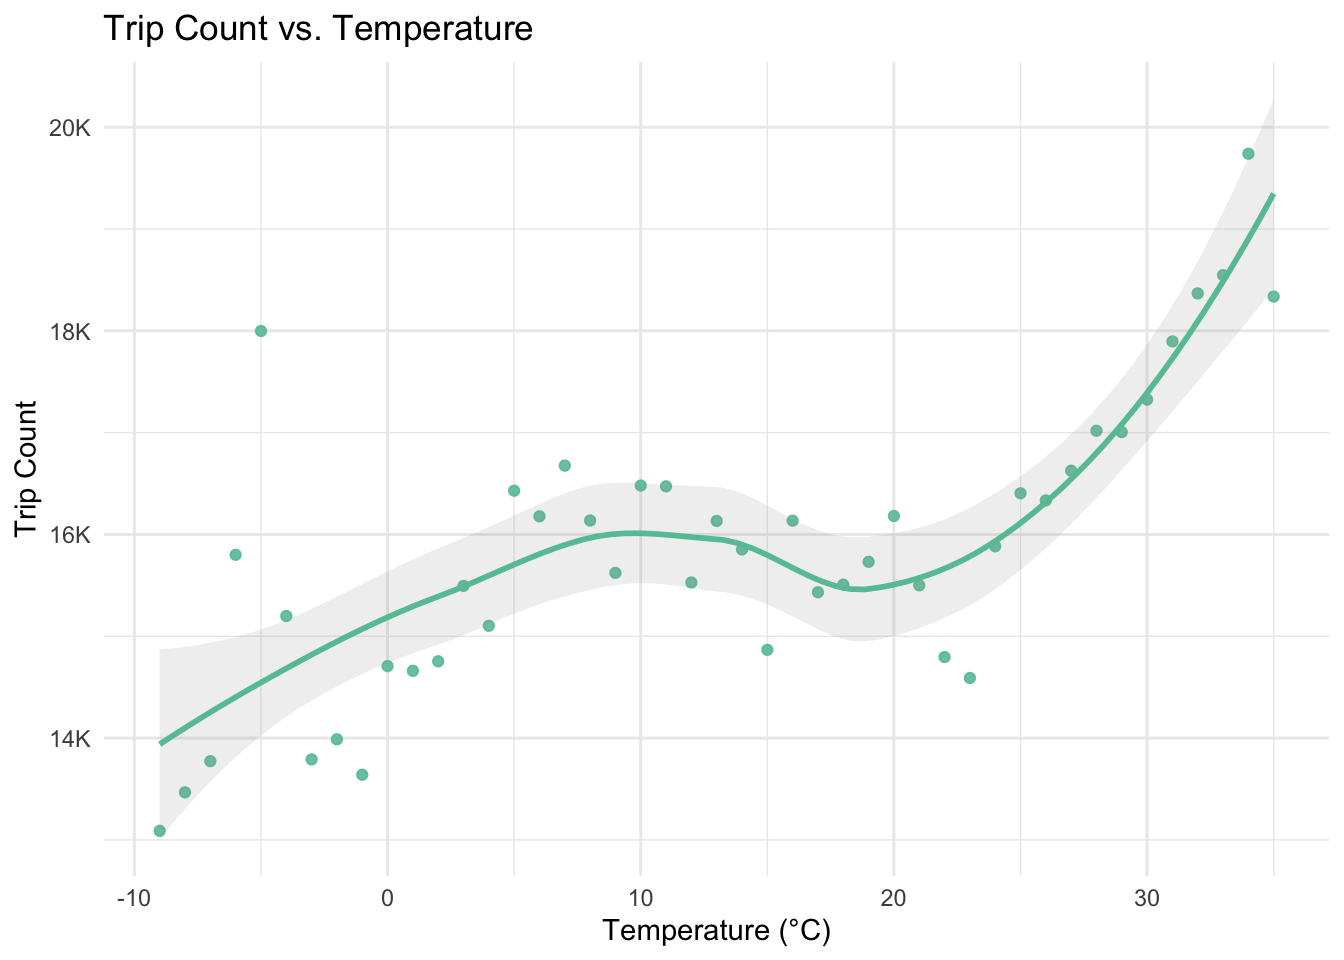 Trip Count vs. Temperature
Trip Count
20K
18K
16K
14K
-10 0 10 20 30
Temperature (°C)